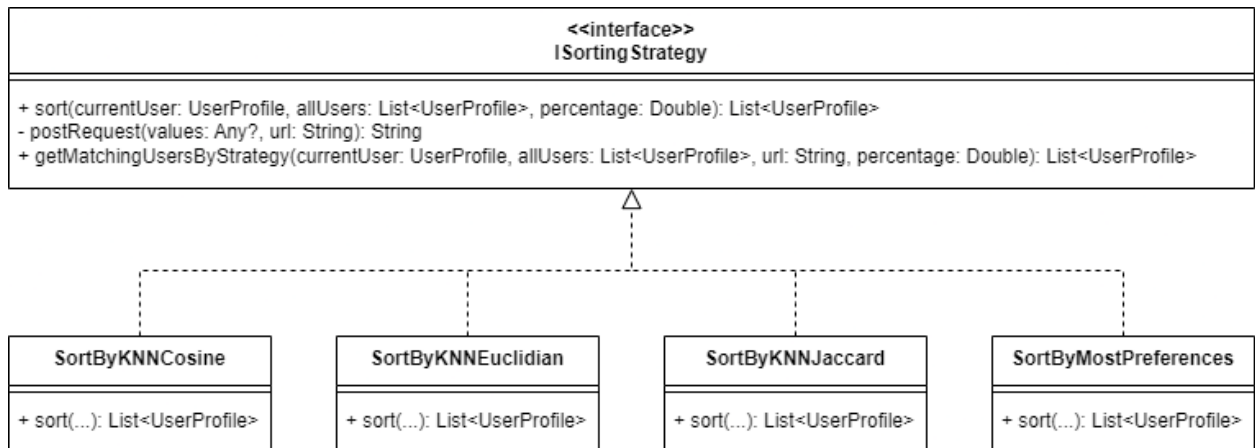 <<interface>>
ISortingStrategy
+ sort(currentUser: UserProfile, allUsers: List<UserProfile>, percentage: Double): List<UserProfile>
- postRequest(values: Any?, url: String): String
+ getMatchingUsersByStrategy(currentUser: UserProfile, allUsers: List<UserProfile>, url: String, percentage: Double): List<UserProfile>
SortByKNNCosine
+ sort(...): List<UserProfile>
SortByKNNEuclidian
+ sort(...): List<UserProfile>
SortByKNNJaccard
+ sort(...): List<UserProfile>
SortByMostPreferences
+ sort(...): List<UserProfile>